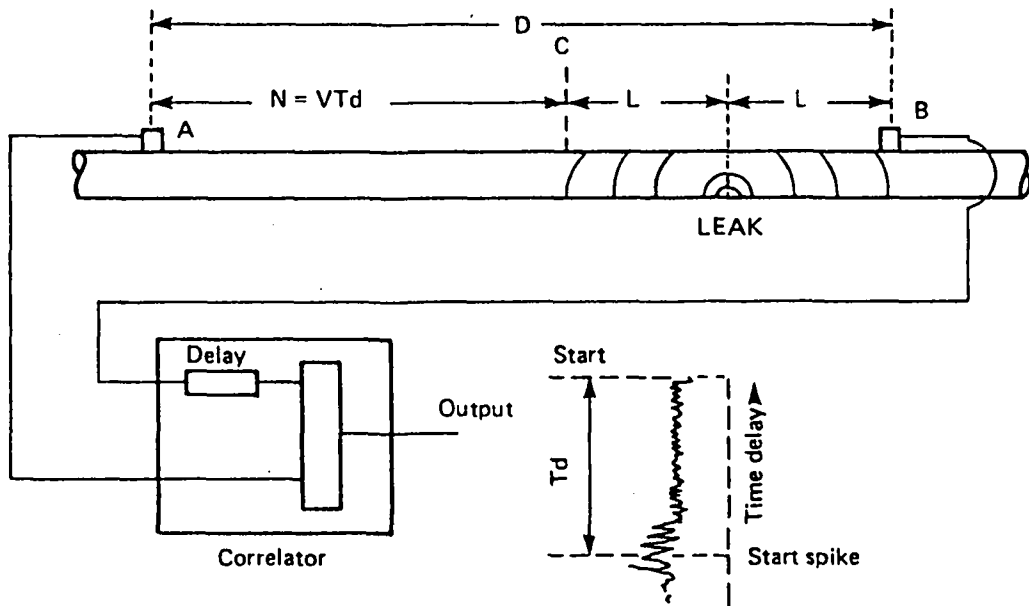 D
C
N = VTd
L
L
A
B
LEAK
Delay
Output
Correlator
Start
Td
Time delay
Start spike